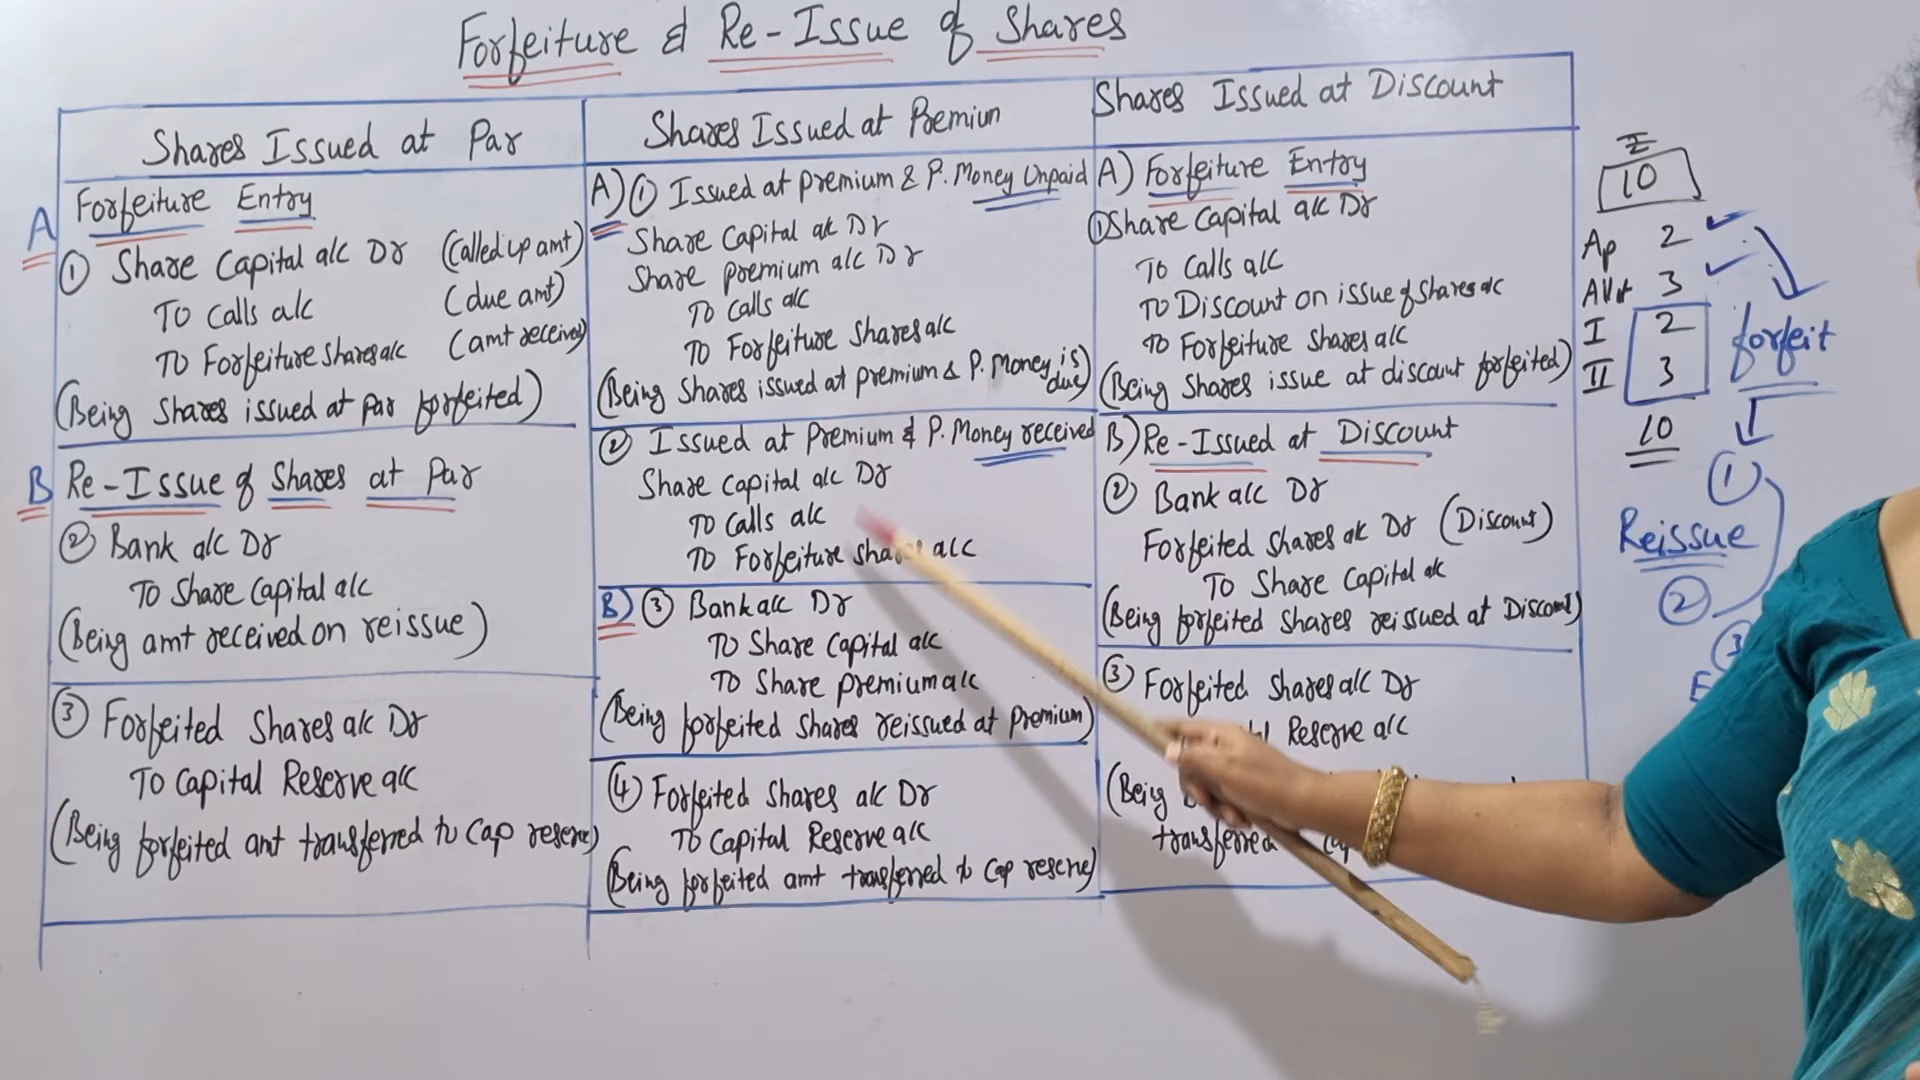 Forfeiture & Re-Issue of Shares
Shares Issued at Par
Forfeiture Entry
A
① Share Capital a/c Dr (Called up amt)
To Calls a/c (due amt)
To Forfeiture shares a/c (amt received)
(Being Shares issued at Par forfeited)
B Re-Issue of Shares at Par
② Bank a/c Dr
To Share Capital a/c
(Being amt received on reissue)
③ Forfeited Shares a/c Dr
To Capital Reserve a/c
(Being forfeited amt transferred to Cap reserve)
Shares Issued at Premium
A) ① Issued at premium & P. Money Unpaid
Share Capital a/c Dr
Share premium a/c Dr
To Calls a/c
To Forfeiture Shares a/c
(Being Shares issued at premium & P. Money is due)
② Issued at Premium & P. Money received
Share Capital a/c Dr
To Calls a/c
To Forfeiture shares a/c
B) ③ Bank a/c Dr
To Share Capital a/c
To Share premium a/c
(Being forfeited shares reissued at Premium)
④ Forfeited Shares a/c Dr
To Capital Reserve a/c
(Being forfeited amt transferred to Cap reserve)
Shares Issued at Discount
A) Forfeiture Entry
① Share Capital a/c Dr
To Calls a/c
To Discount on issue of shares a/c
To Forfeiture Shares a/c
(Being Shares issue at discount forfeited)
B) Re-Issued at Discount
② Bank a/c Dr
Forfeited Shares a/c Dr (Discount)
To Share Capital a/c
(Being forfeited Shares reissued at Discount)
③ Forfeited Shares a/c Dr
Reserve a/c
(Being
transferred
I
10
Ap 2
3
I 2
II 3
10
forfeit
①
Reissue
②
③